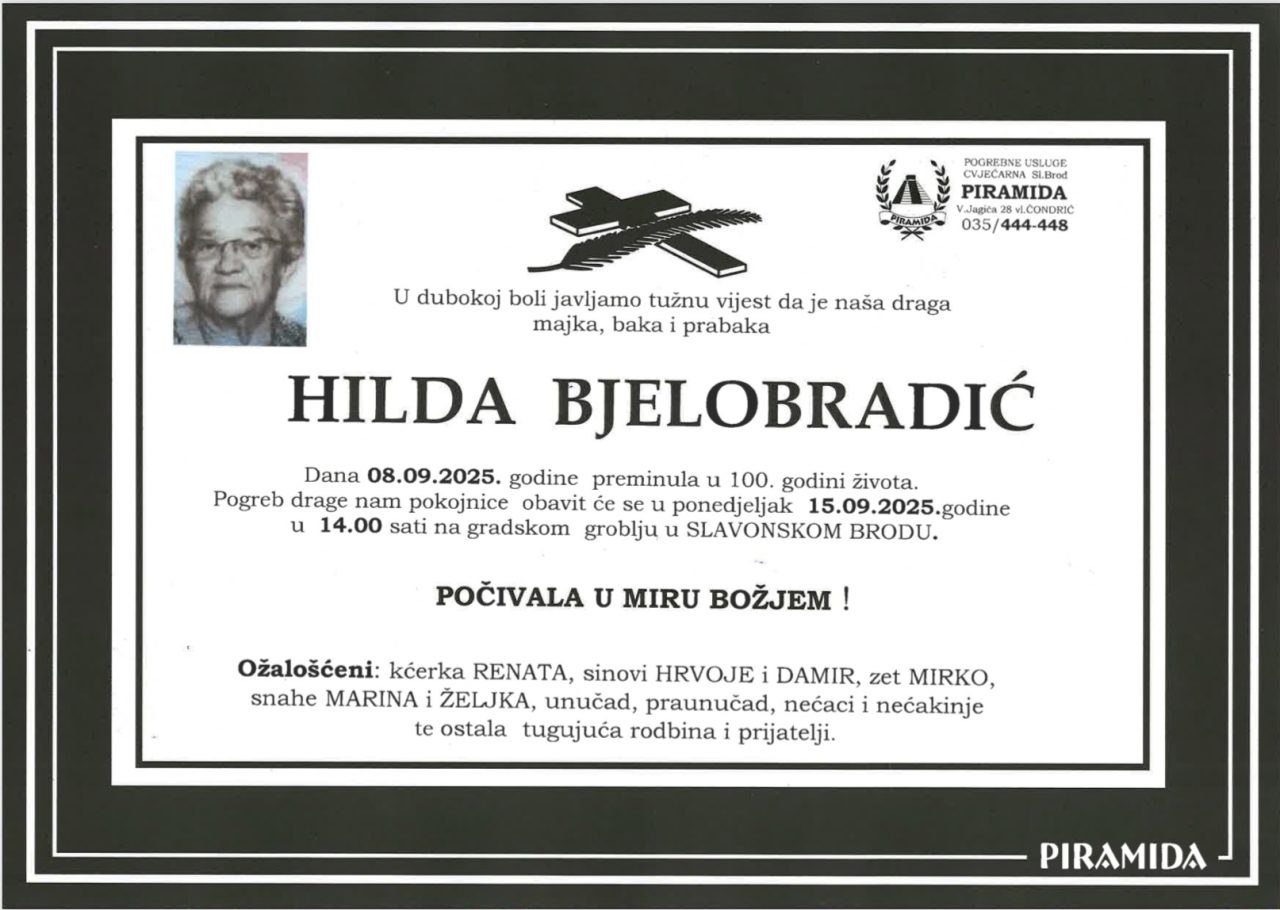 POGREBNE USLUGE
CVJEĆARNA Sl.Brod
PIRAMIDA
V.Jagića 28 vl.ČONDRIĆ
035/444-448
PIRAMIDA
U dubokoj boli javljamo tužnu vijest da je naša draga
majka, baka i prabaka
HILDA BJELOBRADIĆ
Dana 08.09.2025. godine preminula u 100. godini života.
Pogreb drage nam pokojnice obavit će se u ponedjeljak 15.09.2025.godine
u 14.00 sati na gradskom groblju u SLAVONSKOM BRODU.
POČIVALA U MIRU BOŽJEM !
Ožalošćeni: kćerka RENATA, sinovi HRVOJE i DAMIR, zet MIRKO,
snahe MARINA i ŽELJKA, unučad, praunučad, nećaci i nećakinje
te ostala tugujuća rodbina i prijatelji.
PIRAMIDA